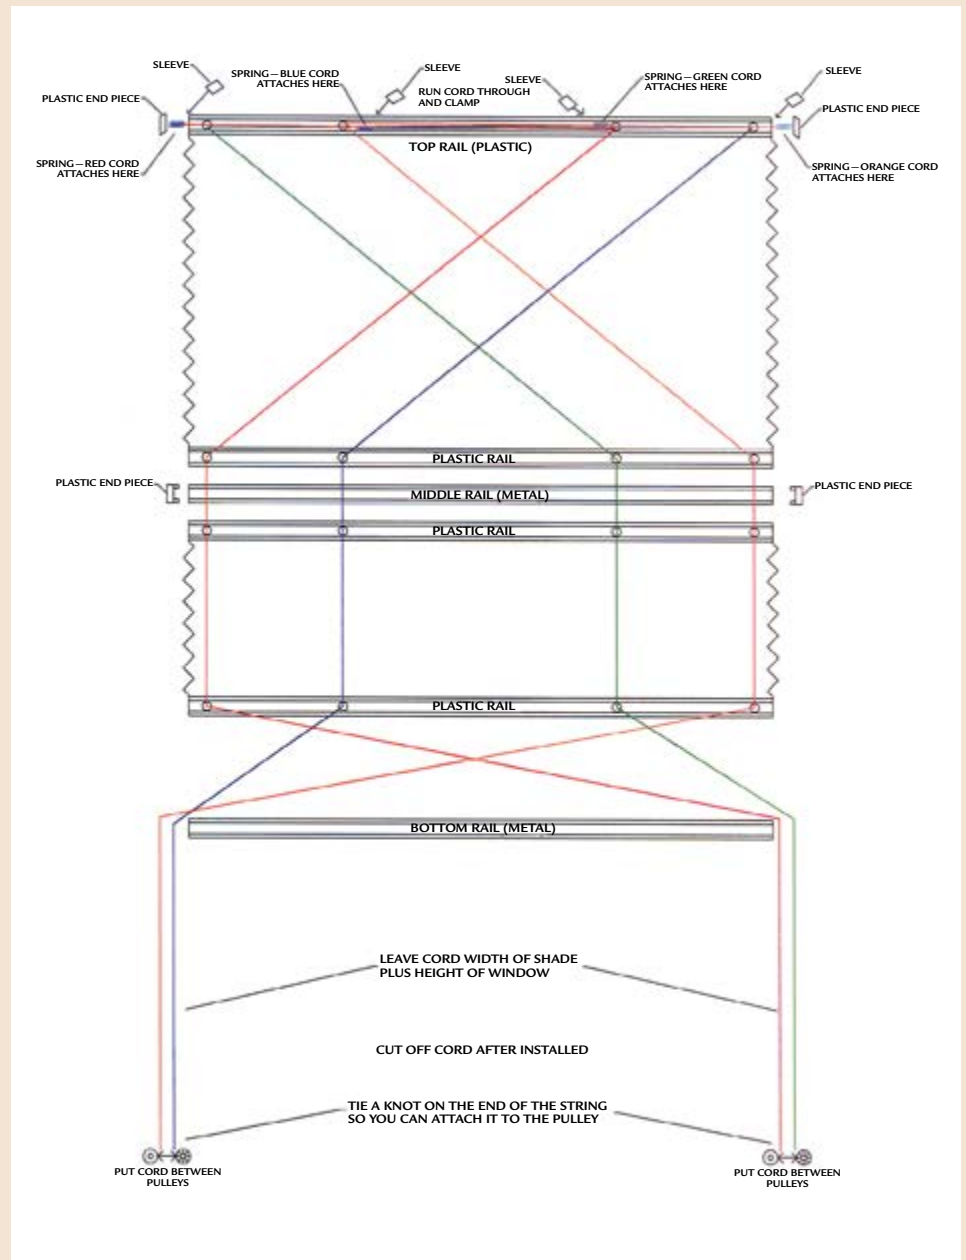 SLEEVE
SPRING—BLUE CORD
ATTACHES HERE
SLEEVE
RUN CORD THROUGH
AND CLAMP
SLEEVE
SPRING—GREEN CORD
ATTACHES HERE
SLEEVE
PLASTIC END PIECE
PLASTIC END PIECE
TOP RAIL (PLASTIC)
SPRING—RED CORD
ATTACHES HERE
SPRING—ORANGE CORD
ATTACHES HERE
PLASTIC RAIL
PLASTIC END PIECE
MIDDLE RAIL (METAL)
PLASTIC END PIECE
PLASTIC RAIL
PLASTIC RAIL
BOTTOM RAIL (METAL)
LEAVE CORD WIDTH OF SHADE
PLUS HEIGHT OF WINDOW
CUT OFF CORD AFTER INSTALLED
TIE A KNOT ON THE END OF THE STRING
SO YOU CAN ATTACH IT TO THE PULLEY
PUT CORD BETWEEN
PULLEYS
PUT CORD BETWEEN
PULLEYS